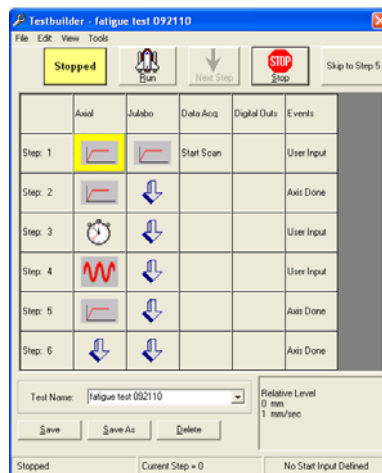 Testbuilder - fatigue test 092110
File Edit View Tools
Stopped Run Next Step STOP Stop Skip to Step 5
Axial Julabo Data Acq. Digital Outs Events
Step: 1 Start Scan User Input
Step: 2 Axis Done
Step: 3 User Input
Step: 4 User Input
Step: 5 Axis Done
Step: 6 Axis Done
Test Name: fatigue test 092110
Save Save As Delete
Relative Level
0 mm
1 mm/sec
Stopped Current Step = 0 No Start Input Defined